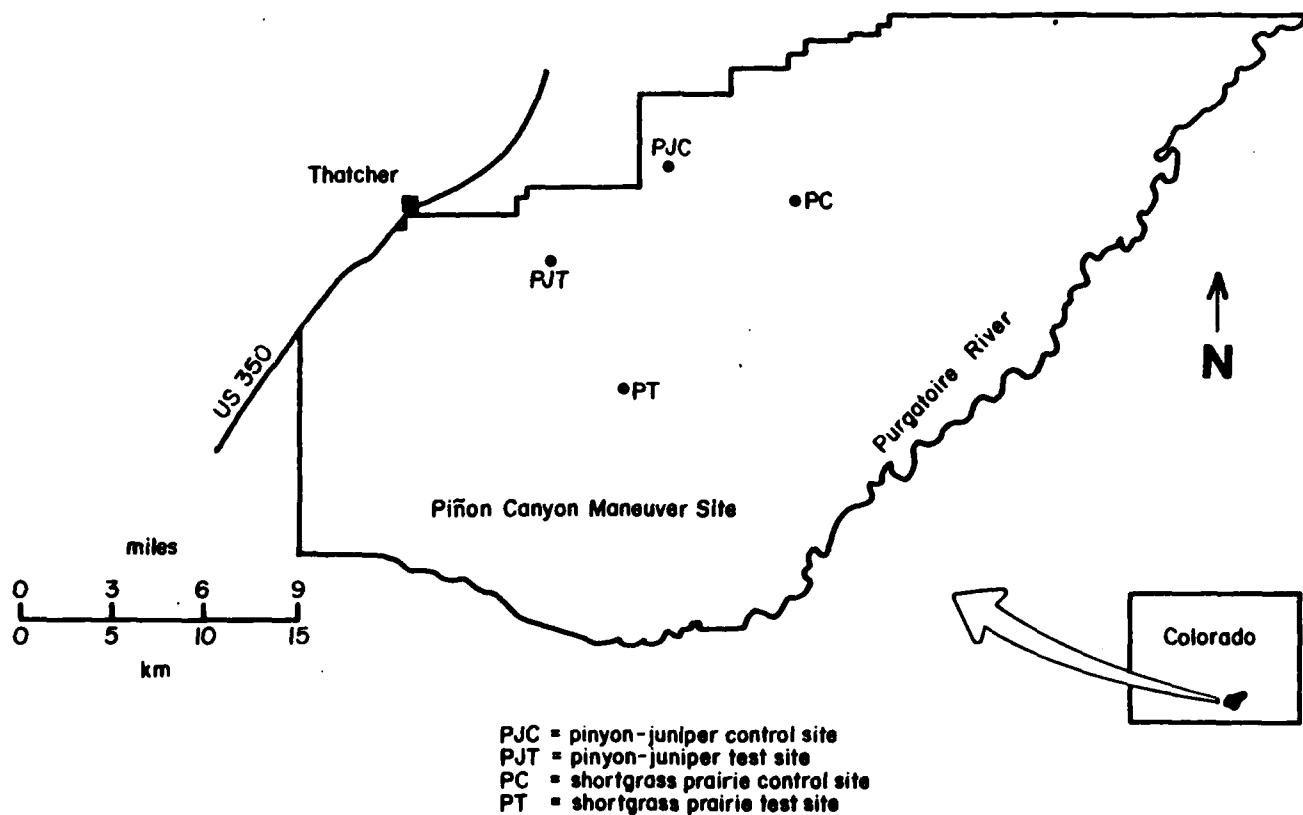 Thatcher
PJC
PC
PJT
US 350
PT
Purgatoire River
N
Piñon Canyon Maneuver Site
miles
0 3 6 9
0 5 10 15
km
Colorado
PJC = pinyon-juniper control site
PJT = pinyon-juniper test site
PC = shortgrass prairie control site
PT = shortgrass prairie test site